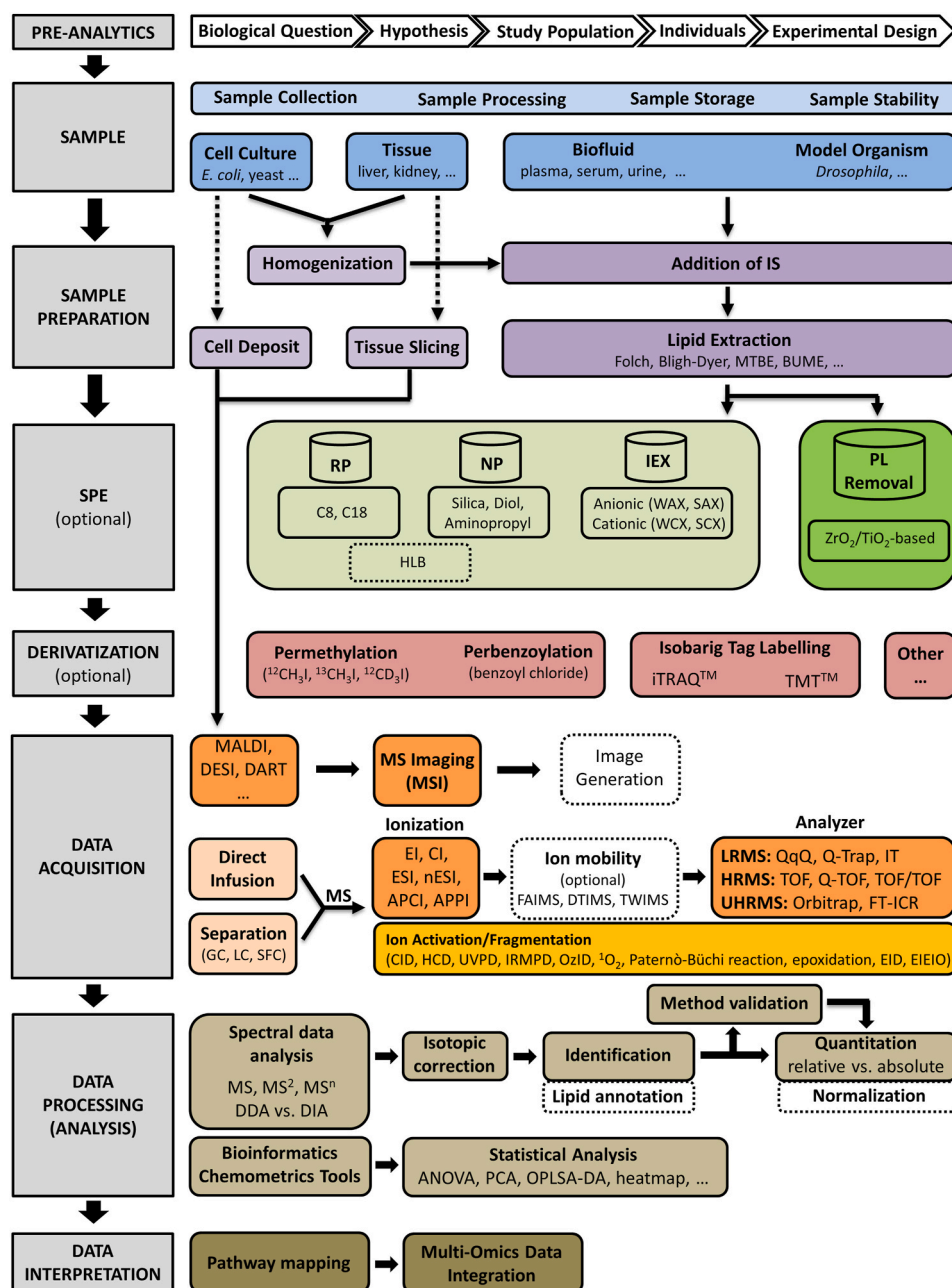 PRE-ANALYTICS
Biological Question
Hypothesis
Study Population
Individuals
Experimental Design
SAMPLE
Sample Collection
Sample Processing
Sample Storage
Sample Stability
Cell Culture
E. coli, yeast ...
Tissue
liver, kidney, ...
Biofluid
plasma, serum, urine, ...
Model Organism
Drosophila, ...
SAMPLE
PREPARATION
Homogenization
Addition of IS
Cell Deposit
Tissue Slicing
Lipid Extraction
Folch, Bligh-Dyer, MTBE, BUME, ...
SPE
(optional)
RP
C8, C18
NP
Silica, Diol,
Aminopropyl
HLB
IEX
Anionic (WAX, SAX)
Cationic (WCX, SCX)
PL
Removal
ZrO₂/TiO₂-based
DERIVATIZATION
(optional)
Permethylation
(¹²CH₃I, ¹³CH₃I, ¹²CD₃I)
Perbenzoylation
(benzoyl chloride)
Isobarig Tag Labelling
iTRAQ™
TMT™
Other
...
DATA
ACQUISITION
MALDI,
DESI, DART
...
MS Imaging
(MSI)
Image
Generation
Direct
Infusion
Separation
(GC, LC, SFC)
MS
Ionization
EI, CI,
ESI, nESI,
APCI, APPI
Ion mobility
(optional)
FAIMS, DTIMS, TWIMS
Analyzer
LRMS: QqQ, Q-Trap, IT
HRMS: TOF, Q-TOF, TOF/TOF
UHRMS: Orbitrap, FT-ICR
Ion Activation/Fragmentation
(CID, HCD, UVPD, IRMPD, OzID, ¹O₂, Paternò-Büchi reaction, epoxidation, EID, EIEIO)
DATA
PROCESSING
(ANALYSIS)
Spectral data
analysis
MS, MS², MSⁿ
DDA vs. DIA
Isotopic
correction
Identification
Lipid annotation
Method validation
Quantitation
relative vs. absolute
Normalization
Bioinformatics
Chemometrics Tools
Statistical Analysis
ANOVA, PCA, OPLSA-DA, heatmap, ...
DATA
INTERPRETATION
Pathway mapping
Multi-Omics Data
Integration